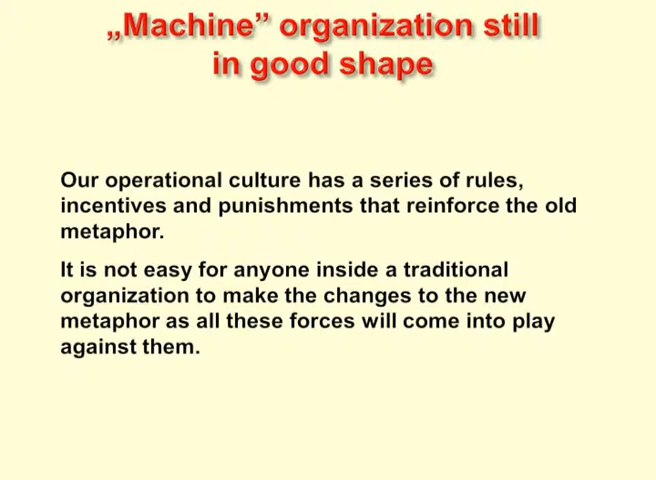 „Machine” organization still
in good shape
Our operational culture has a series of rules,
incentives and punishments that reinforce the old
metaphor.
It is not easy for anyone inside a traditional
organization to make the changes to the new
metaphor as all these forces will come into play
against them.